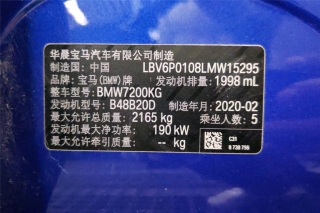 华晨宝马汽车有限公司制造
制造国：中国 LBV6P0108LMW15295
品牌：宝马(BMW)牌 发动机排量：1998 mL
整车型号：BMW7200KG
发动机型号：B48B20D 制造年月：2020-02
最大允许总质量：2165 kg 乘坐人数：5
发动机最大净功率：190 kW
最大允许牵引质量：-- kg
C31
8 738 756